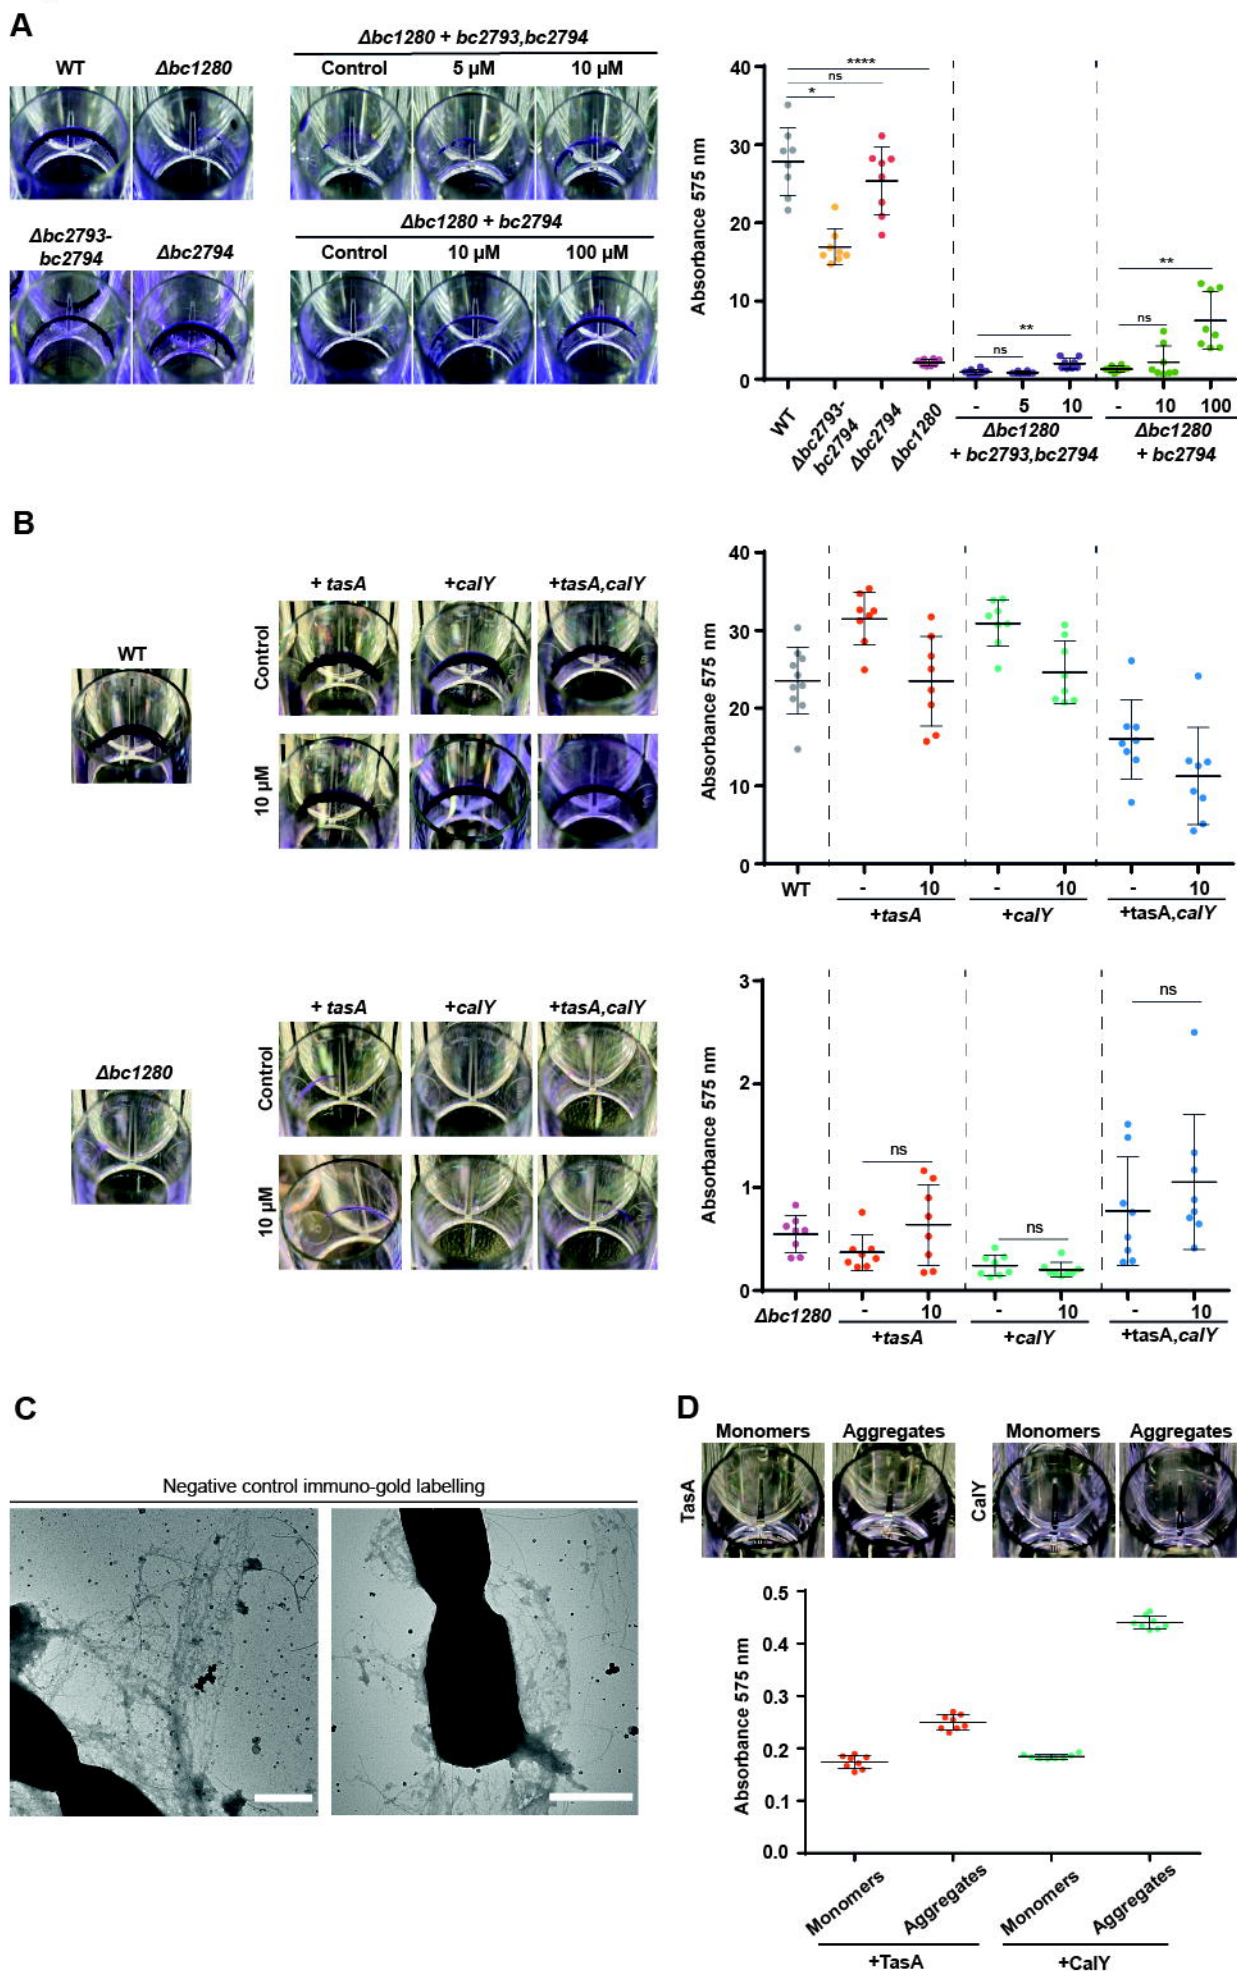 A
Δbc1280 + bc2793,bc2794
WT
Δbc1280
Control
5 µM
10 µM
Δbc2793-
bc2794
Δbc2794
Δbc1280 + bc2794
Control
10 µM
100 µM
Absorbance 575 nm
40
30
20
10
0
****
ns
*
ns
**
ns
**
WT
Δbc2793-
bc2794
Δbc2794
Δbc1280
-
5
10
Δbc1280
+ bc2793,bc2794
-
10
100
Δbc1280
+ bc2794
B
WT
+ tasA
+calY
+tasA,calY
Control
10 µM
Absorbance 575 nm
40
30
20
10
0
WT
-
10
+tasA
-
10
+calY
-
10
+tasA,calY
Δbc1280
+ tasA
+calY
+tasA,calY
Control
10 µM
Absorbance 575 nm
3
2
1
0
ns
ns
ns
Δbc1280
-
10
+tasA
-
10
+calY
-
10
+tasA,calY
C
Negative control immuno-gold labelling
D
Monomers
Aggregates
Monomers
Aggregates
TasA
CalY
Absorbance 575 nm
0.5
0.4
0.3
0.2
0.1
0.0
Monomers
Aggregates
Monomers
Aggregates
+TasA
+CalY